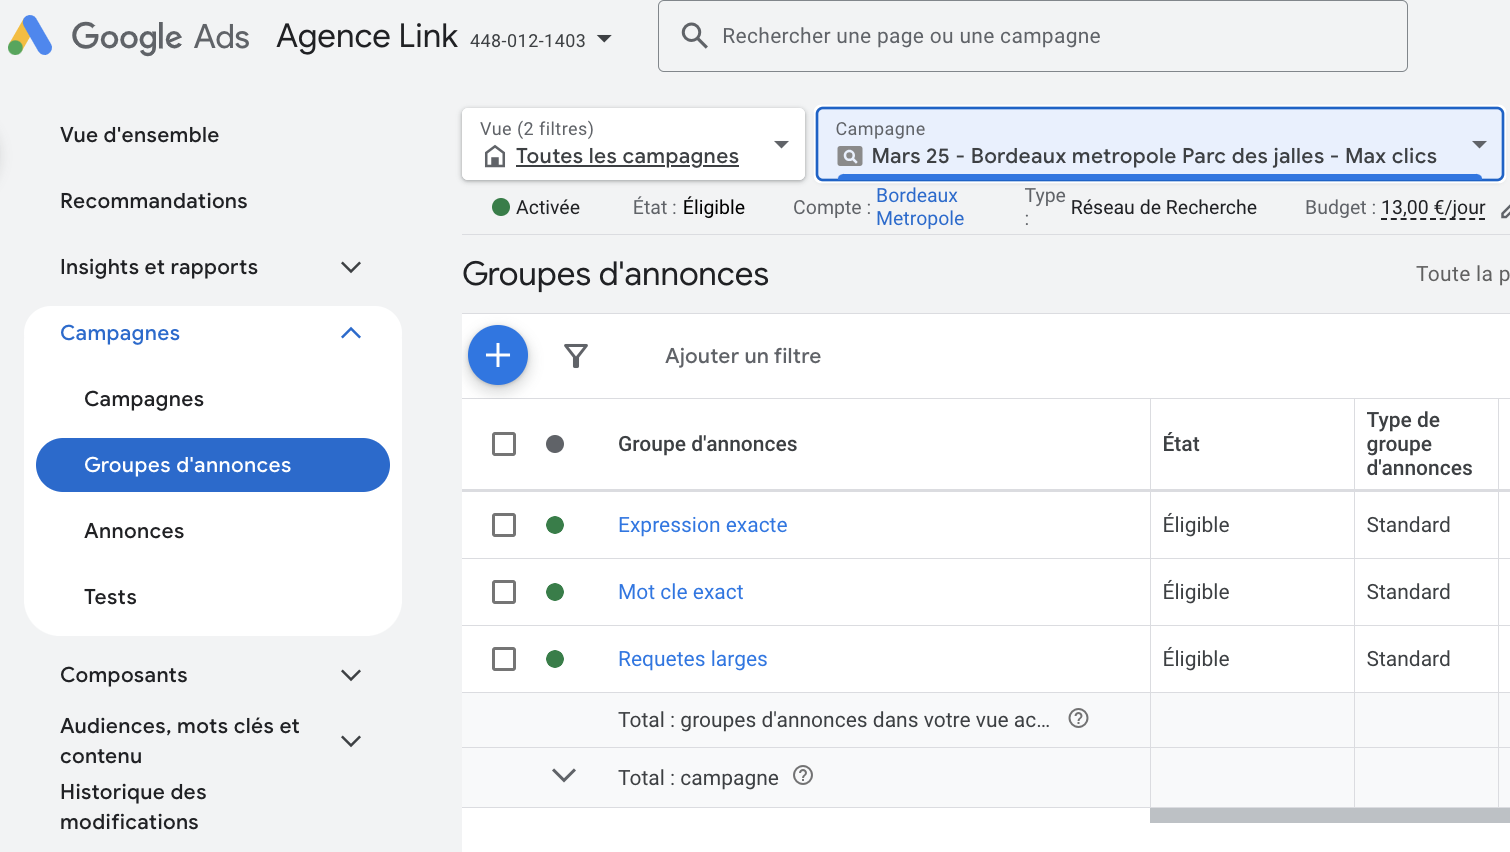 Google Ads
Agence Link 448-012-1403
Rechercher une page ou une campagne
Vue d'ensemble
Recommandations
Insights et rapports
Campagnes
Campagnes
Groupes d'annonces
Annonces
Tests
Composants
Audiences, mots clés et
contenu
Historique des
modifications
Vue (2 filtres)
Toutes les campagnes
Campagne
Mars 25 - Bordeaux metropole Parc des jalles - Max clics
Activée
État : Éligible
Compte : Bordeaux
Metropole
Type
: Réseau de Recherche
Budget : 13,00 €/jour
Groupes d'annonces
Toute la p
Ajouter un filtre
Groupe d'annonces
État
Type de
groupe
d'annonces
Expression exacte
Éligible
Standard
Mot cle exact
Éligible
Standard
Requetes larges
Éligible
Standard
Total : groupes d'annonces dans votre vue ac...
Total : campagne